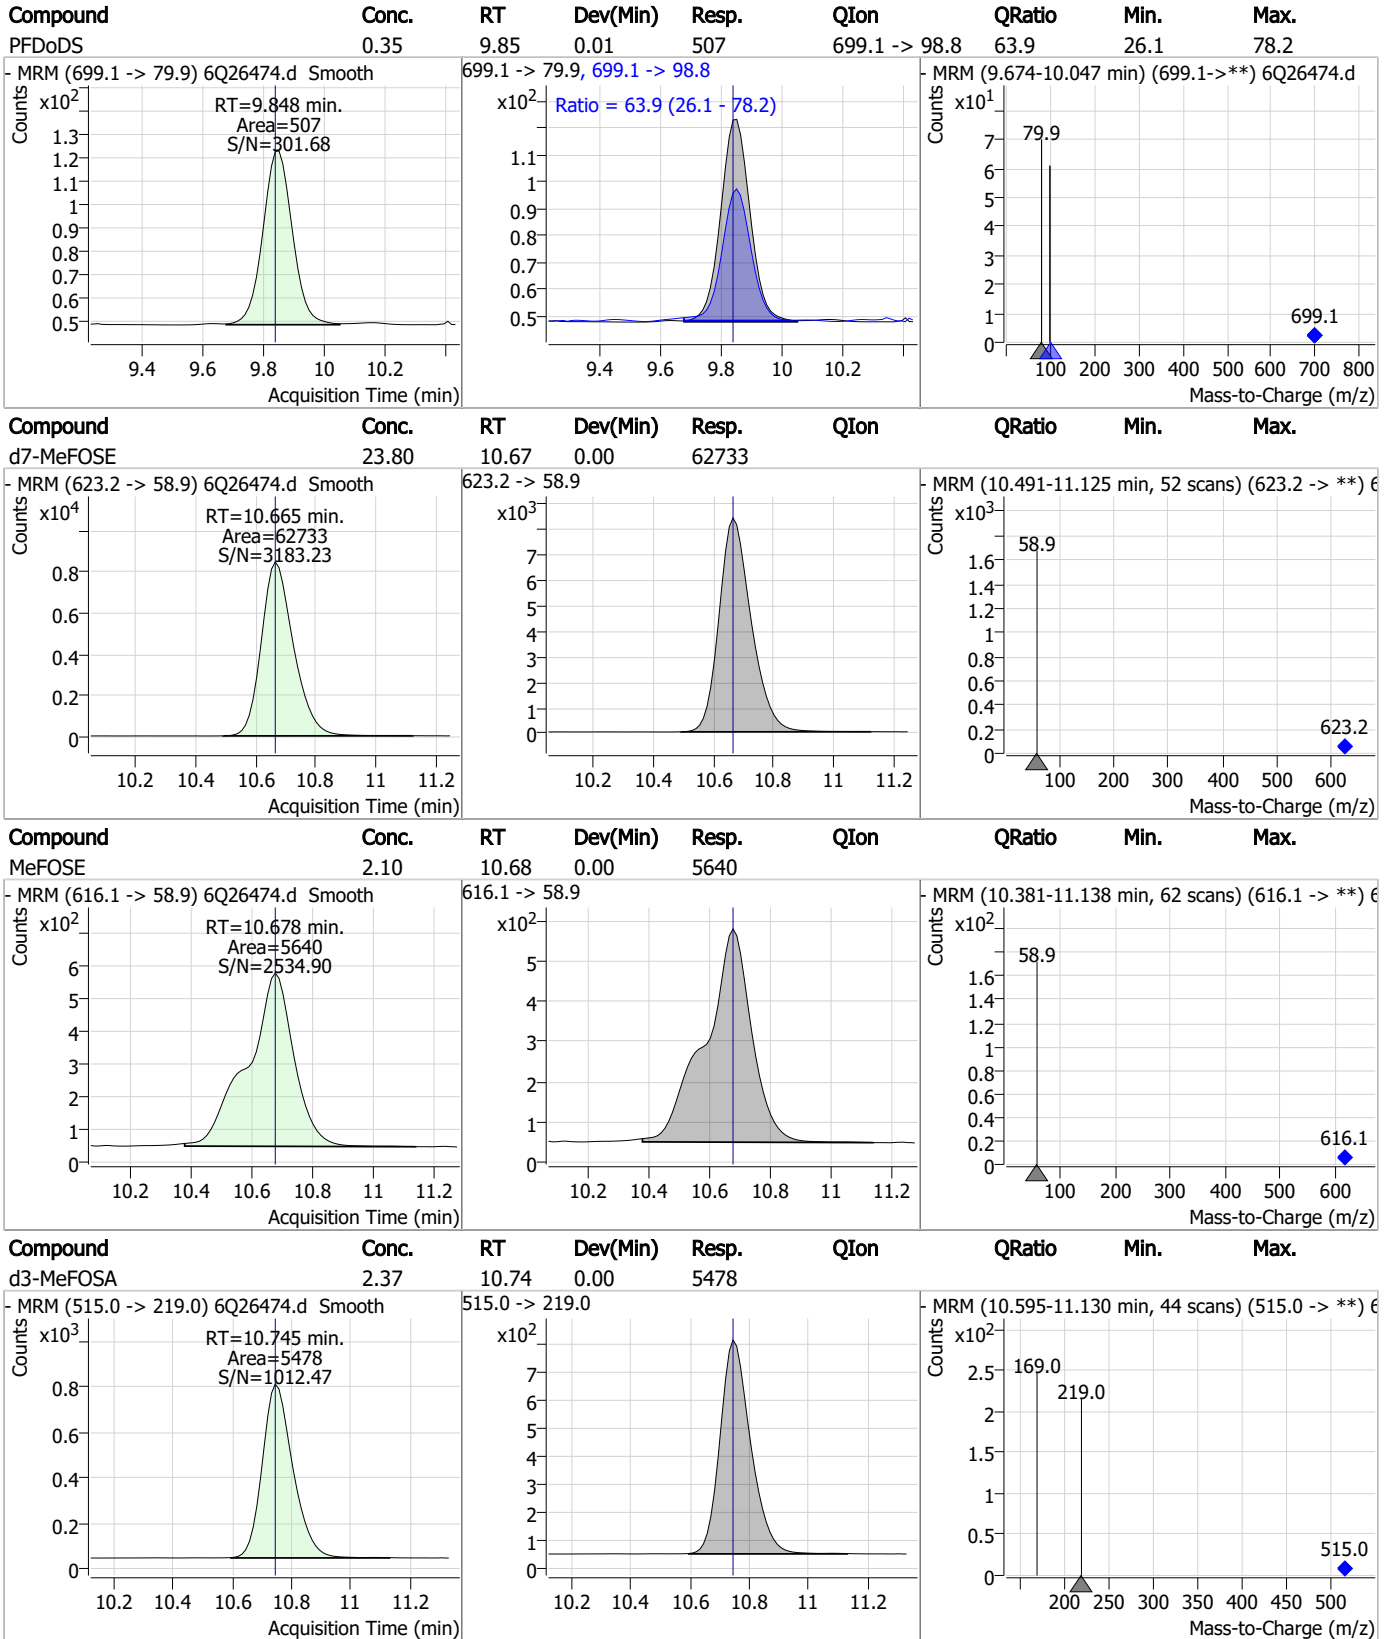 Compound Conc. RT Dev(Min) Resp. QIon QRatio Min. Max.
PFDoDS 0.35 9.85 0.01 507 699.1 -> 98.8 63.9 26.1 78.2
- MRM (699.1 -> 79.9) 6Q26474.d Smooth
Counts
x10²
RT=9.848 min.
Area=507
S/N=301.68
1.3
1.2
1.1
1
0.9
0.8
0.7
0.6
0.5
9.4 9.6 9.8 10 10.2
Acquisition Time (min)
699.1 -> 79.9, 699.1 -> 98.8
x10²
Ratio = 63.9 (26.1 - 78.2)
1.1
1
0.9
0.8
0.7
0.6
0.5
9.4 9.6 9.8 10 10.2
- MRM (9.674-10.047 min) (699.1->**) 6Q26474.d
Counts
x10¹
79.9
7
6
5
4
3
2
1
0
699.1
100 200 300 400 500 600 700 800
Mass-to-Charge (m/z)
Compound Conc. RT Dev(Min) Resp. QIon QRatio Min. Max.
d7-MeFOSE 23.80 10.67 0.00 62733
- MRM (623.2 -> 58.9) 6Q26474.d Smooth
Counts
x10⁴
RT=10.665 min.
Area=62733
S/N=3183.23
0.8
0.6
0.4
0.2
0
10.2 10.4 10.6 10.8 11 11.2
Acquisition Time (min)
623.2 -> 58.9
x10³
7
6
5
4
3
2
1
0
10.2 10.4 10.6 10.8 11 11.2
- MRM (10.491-11.125 min, 52 scans) (623.2 -> **) 6
Counts
x10³
58.9
1.6
1.4
1.2
1
0.8
0.6
0.4
0.2
0
623.2
100 200 300 400 500 600
Mass-to-Charge (m/z)
Compound Conc. RT Dev(Min) Resp. QIon QRatio Min. Max.
MeFOSE 2.10 10.68 0.00 5640
- MRM (616.1 -> 58.9) 6Q26474.d Smooth
Counts
x10²
RT=10.678 min.
Area=5640
S/N=2534.90
6
5
4
3
2
1
0
10.2 10.4 10.6 10.8 11 11.2
Acquisition Time (min)
616.1 -> 58.9
x10²
5
4
3
2
1
0
10.2 10.4 10.6 10.8 11 11.2
- MRM (10.381-11.138 min, 62 scans) (616.1 -> **) 6
Counts
x10²
58.9
1.6
1.4
1.2
1
0.8
0.6
0.4
0.2
0
616.1
100 200 300 400 500 600
Mass-to-Charge (m/z)
Compound Conc. RT Dev(Min) Resp. QIon QRatio Min. Max.
d3-MeFOSA 2.37 10.74 0.00 5478
- MRM (515.0 -> 219.0) 6Q26474.d Smooth
Counts
x10³
RT=10.745 min.
Area=5478
S/N=1012.47
0.8
0.6
0.4
0.2
0
10.2 10.4 10.6 10.8 11 11.2
Acquisition Time (min)
515.0 -> 219.0
x10²
7
6
5
4
3
2
1
0
10.2 10.4 10.6 10.8 11 11.2
- MRM (10.595-11.130 min, 44 scans) (515.0 -> **) 6
Counts
x10²
169.0
219.0
2.5
2
1.5
1
0.5
0
515.0
200 250 300 350 400 450 500
Mass-to-Charge (m/z)